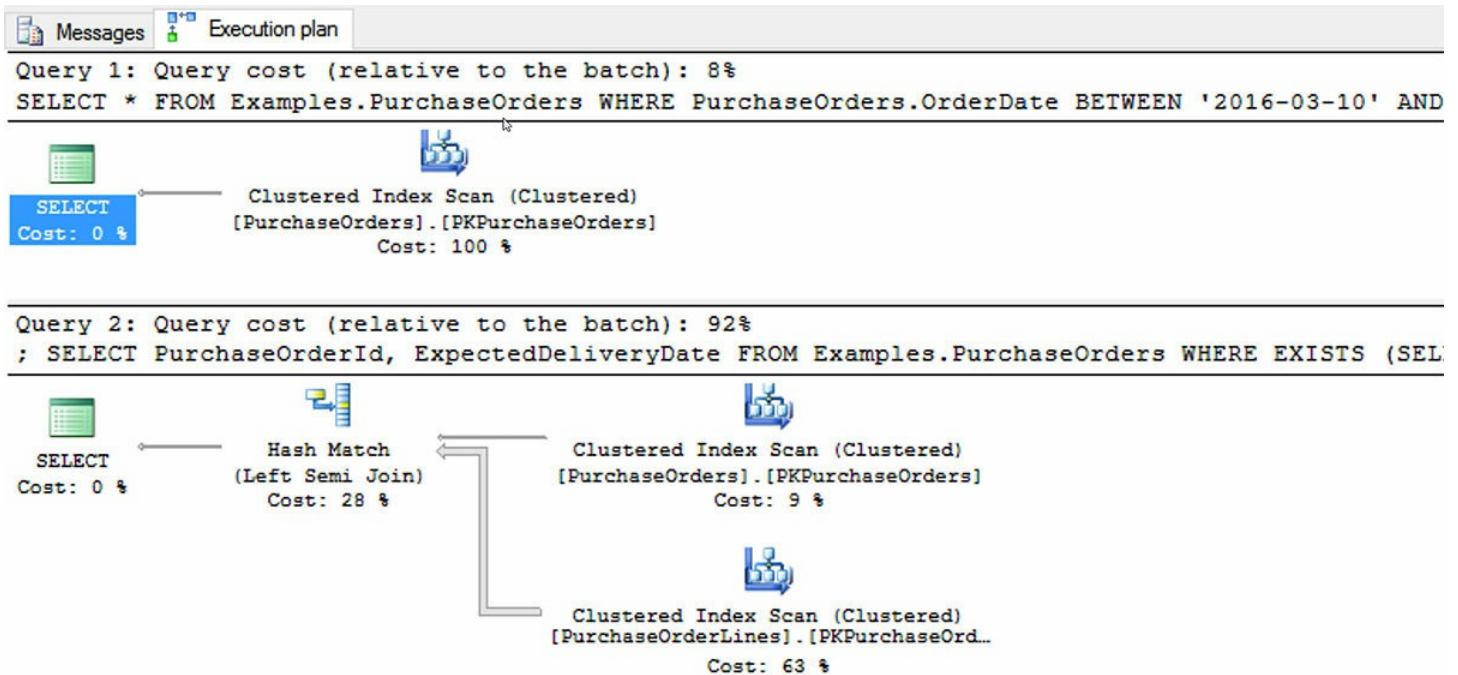 Messages Execution plan
Query 1: Query cost (relative to the batch): 8%
SELECT * FROM Examples.PurchaseOrders WHERE PurchaseOrders.OrderDate BETWEEN '2016-03-10' AND
SELECT
Cost: 0 %
Clustered Index Scan (Clustered)
[PurchaseOrders].[PKPurchaseOrders]
Cost: 100 %
Query 2: Query cost (relative to the batch): 92%
; SELECT PurchaseOrderId, ExpectedDeliveryDate FROM Examples.PurchaseOrders WHERE EXISTS (SEL
SELECT
Cost: 0 %
Hash Match
(Left Semi Join)
Cost: 28 %
Clustered Index Scan (Clustered)
[PurchaseOrders].[PKPurchaseOrders]
Cost: 9 %
Clustered Index Scan (Clustered)
[PurchaseOrderLines].[PKPurchaseOrd…
Cost: 63 %